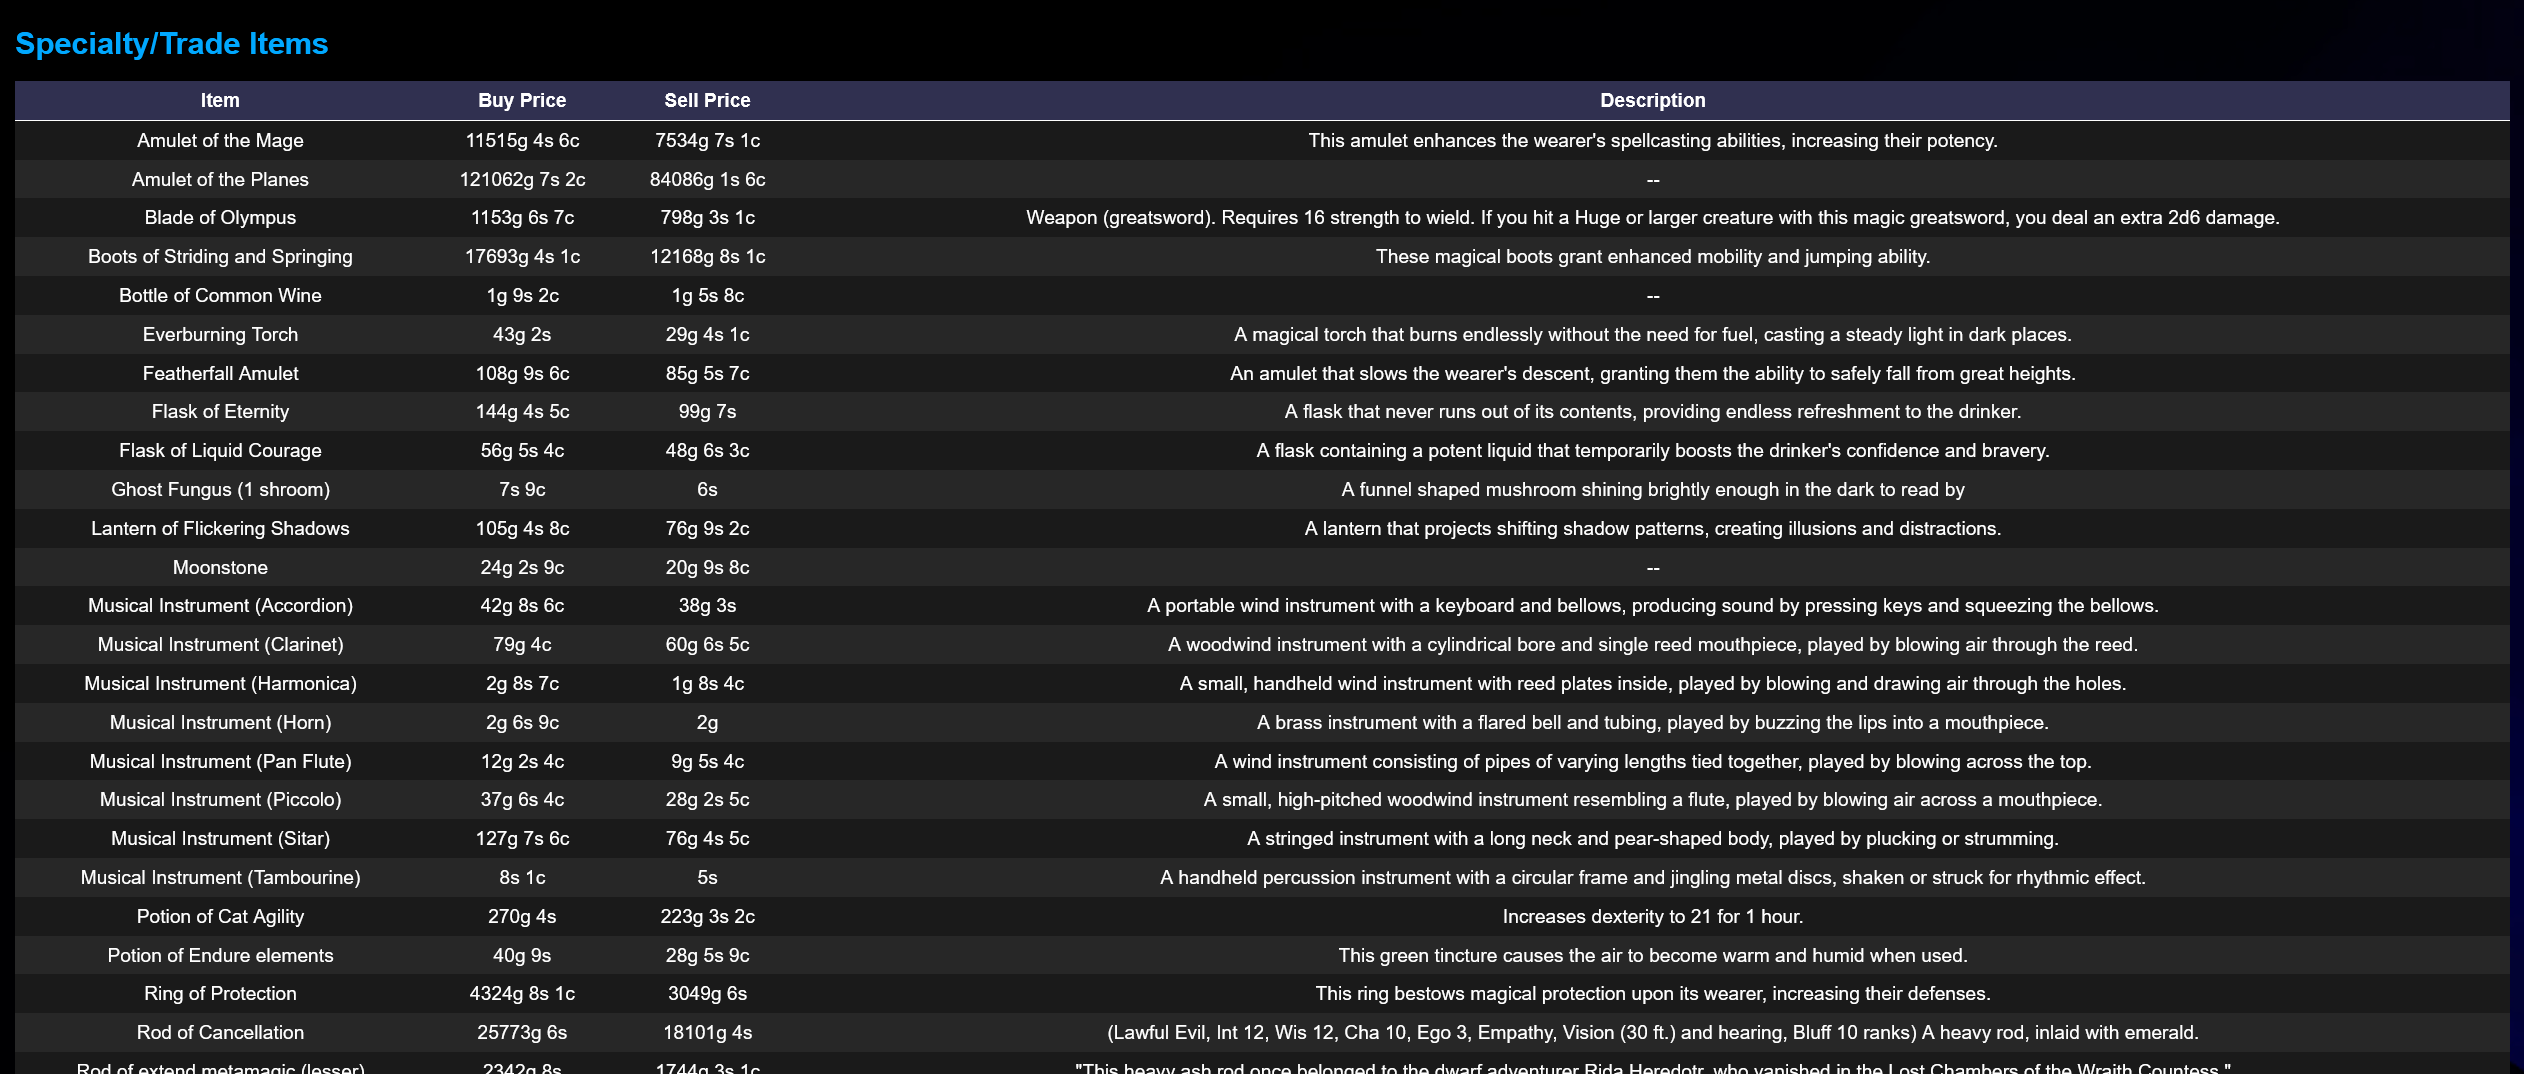 Specialty/Trade Items
Item Buy Price Sell Price Description
Amulet of the Mage 11515g 4s 6c 7534g 7s 1c This amulet enhances the wearer's spellcasting abilities, increasing their potency.
Amulet of the Planes 121062g 7s 2c 84086g 1s 6c --
Blade of Olympus 1153g 6s 7c 798g 3s 1c Weapon (greatsword). Requires 16 strength to wield. If you hit a Huge or larger creature with this magic greatsword, you deal an extra 2d6 damage.
Boots of Striding and Springing 17693g 4s 1c 12168g 8s 1c These magical boots grant enhanced mobility and jumping ability.
Bottle of Common Wine 1g 9s 2c 1g 5s 8c --
Everburning Torch 43g 2s 29g 4s 1c A magical torch that burns endlessly without the need for fuel, casting a steady light in dark places.
Featherfall Amulet 108g 9s 6c 85g 5s 7c An amulet that slows the wearer's descent, granting them the ability to safely fall from great heights.
Flask of Eternity 144g 4s 5c 99g 7s A flask that never runs out of its contents, providing endless refreshment to the drinker.
Flask of Liquid Courage 56g 5s 4c 48g 6s 3c A flask containing a potent liquid that temporarily boosts the drinker's confidence and bravery.
Ghost Fungus (1 shroom) 7s 9c 6s A funnel shaped mushroom shining brightly enough in the dark to read by
Lantern of Flickering Shadows 105g 4s 8c 76g 9s 2c A lantern that projects shifting shadow patterns, creating illusions and distractions.
Moonstone 24g 2s 9c 20g 9s 8c --
Musical Instrument (Accordion) 42g 8s 6c 38g 3s A portable wind instrument with a keyboard and bellows, producing sound by pressing keys and squeezing the bellows.
Musical Instrument (Clarinet) 79g 4c 60g 6s 5c A woodwind instrument with a cylindrical bore and single reed mouthpiece, played by blowing air through the reed.
Musical Instrument (Harmonica) 2g 8s 7c 1g 8s 4c A small, handheld wind instrument with reed plates inside, played by blowing and drawing air through the holes.
Musical Instrument (Horn) 2g 6s 9c 2g A brass instrument with a flared bell and tubing, played by buzzing the lips into a mouthpiece.
Musical Instrument (Pan Flute) 12g 2s 4c 9g 5s 4c A wind instrument consisting of pipes of varying lengths tied together, played by blowing across the top.
Musical Instrument (Piccolo) 37g 6s 4c 28g 2s 5c A small, high-pitched woodwind instrument resembling a flute, played by blowing air across a mouthpiece.
Musical Instrument (Sitar) 127g 7s 6c 76g 4s 5c A stringed instrument with a long neck and pear-shaped body, played by plucking or strumming.
Musical Instrument (Tambourine) 8s 1c 5s A handheld percussion instrument with a circular frame and jingling metal discs, shaken or struck for rhythmic effect.
Potion of Cat Agility 270g 4s 223g 3s 2c Increases dexterity to 21 for 1 hour.
Potion of Endure elements 40g 9s 28g 5s 9c This green tincture causes the air to become warm and humid when used.
Ring of Protection 4324g 8s 1c 3049g 6s This ring bestows magical protection upon its wearer, increasing their defenses.
Rod of Cancellation 25773g 6s 18101g 4s (Lawful Evil, Int 12, Wis 12, Cha 10, Ego 3, Empathy, Vision (30 ft.) and hearing, Bluff 10 ranks) A heavy rod, inlaid with emerald.
Rod of extend metamagic (lesser) 2342g 8s 1744g 3s 1c "This heavy ash rod once belonged to the dwarf adventurer Rida Heredotr, who vanished in the Lost Chambers of the Wraith Countess."